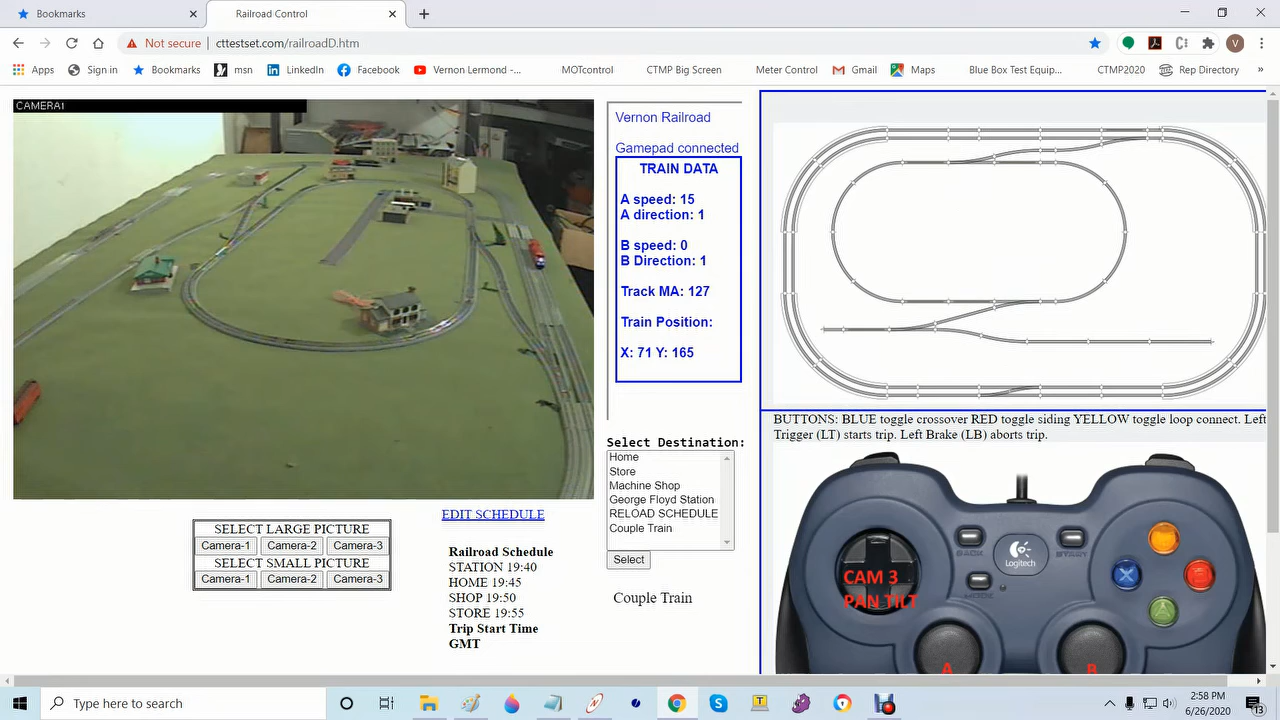 Bookmarks
Railroad Control
Not secure
cttestset.com/railroadD.htm
Apps
Sign in
Bookmarks
msn
LinkedIn
Facebook
Vernon Lermond -...
MOTcontrol
CTMP Big Screen
Meter Control
Gmail
Maps
Blue Box Test Equip...
CTMP2020
Rep Directory
»
CAMERA1
Vernon Railroad
Gamepad connected
TRAIN DATA
A speed: 15
A direction: 1
B speed: 0
B Direction: 1
Track MA: 127
Train Position:
X: 71 Y: 165
Select Destination:
Home
Store
Machine Shop
George Floyd Station
RELOAD SCHEDULE
Couple Train
Select
Couple Train
SELECT LARGE PICTURE
Camera-1 Camera-2 Camera-3
SELECT SMALL PICTURE
Camera-1 Camera-2 Camera-3
EDIT SCHEDULE
Railroad Schedule
STATION 19:40
HOME 19:45
SHOP 19:50
STORE 19:55
Trip Start Time
GMT
BUTTONS: BLUE toggle crossover RED toggle siding YELLOW toggle loop connect. Left
Trigger (LT) starts trip. Left Brake (LB) aborts trip.
BACK
START
Logitech
MODE
X
A
CAM 3
PAN TILT
A
B
Type here to search
2:58 PM
6/26/2020
13